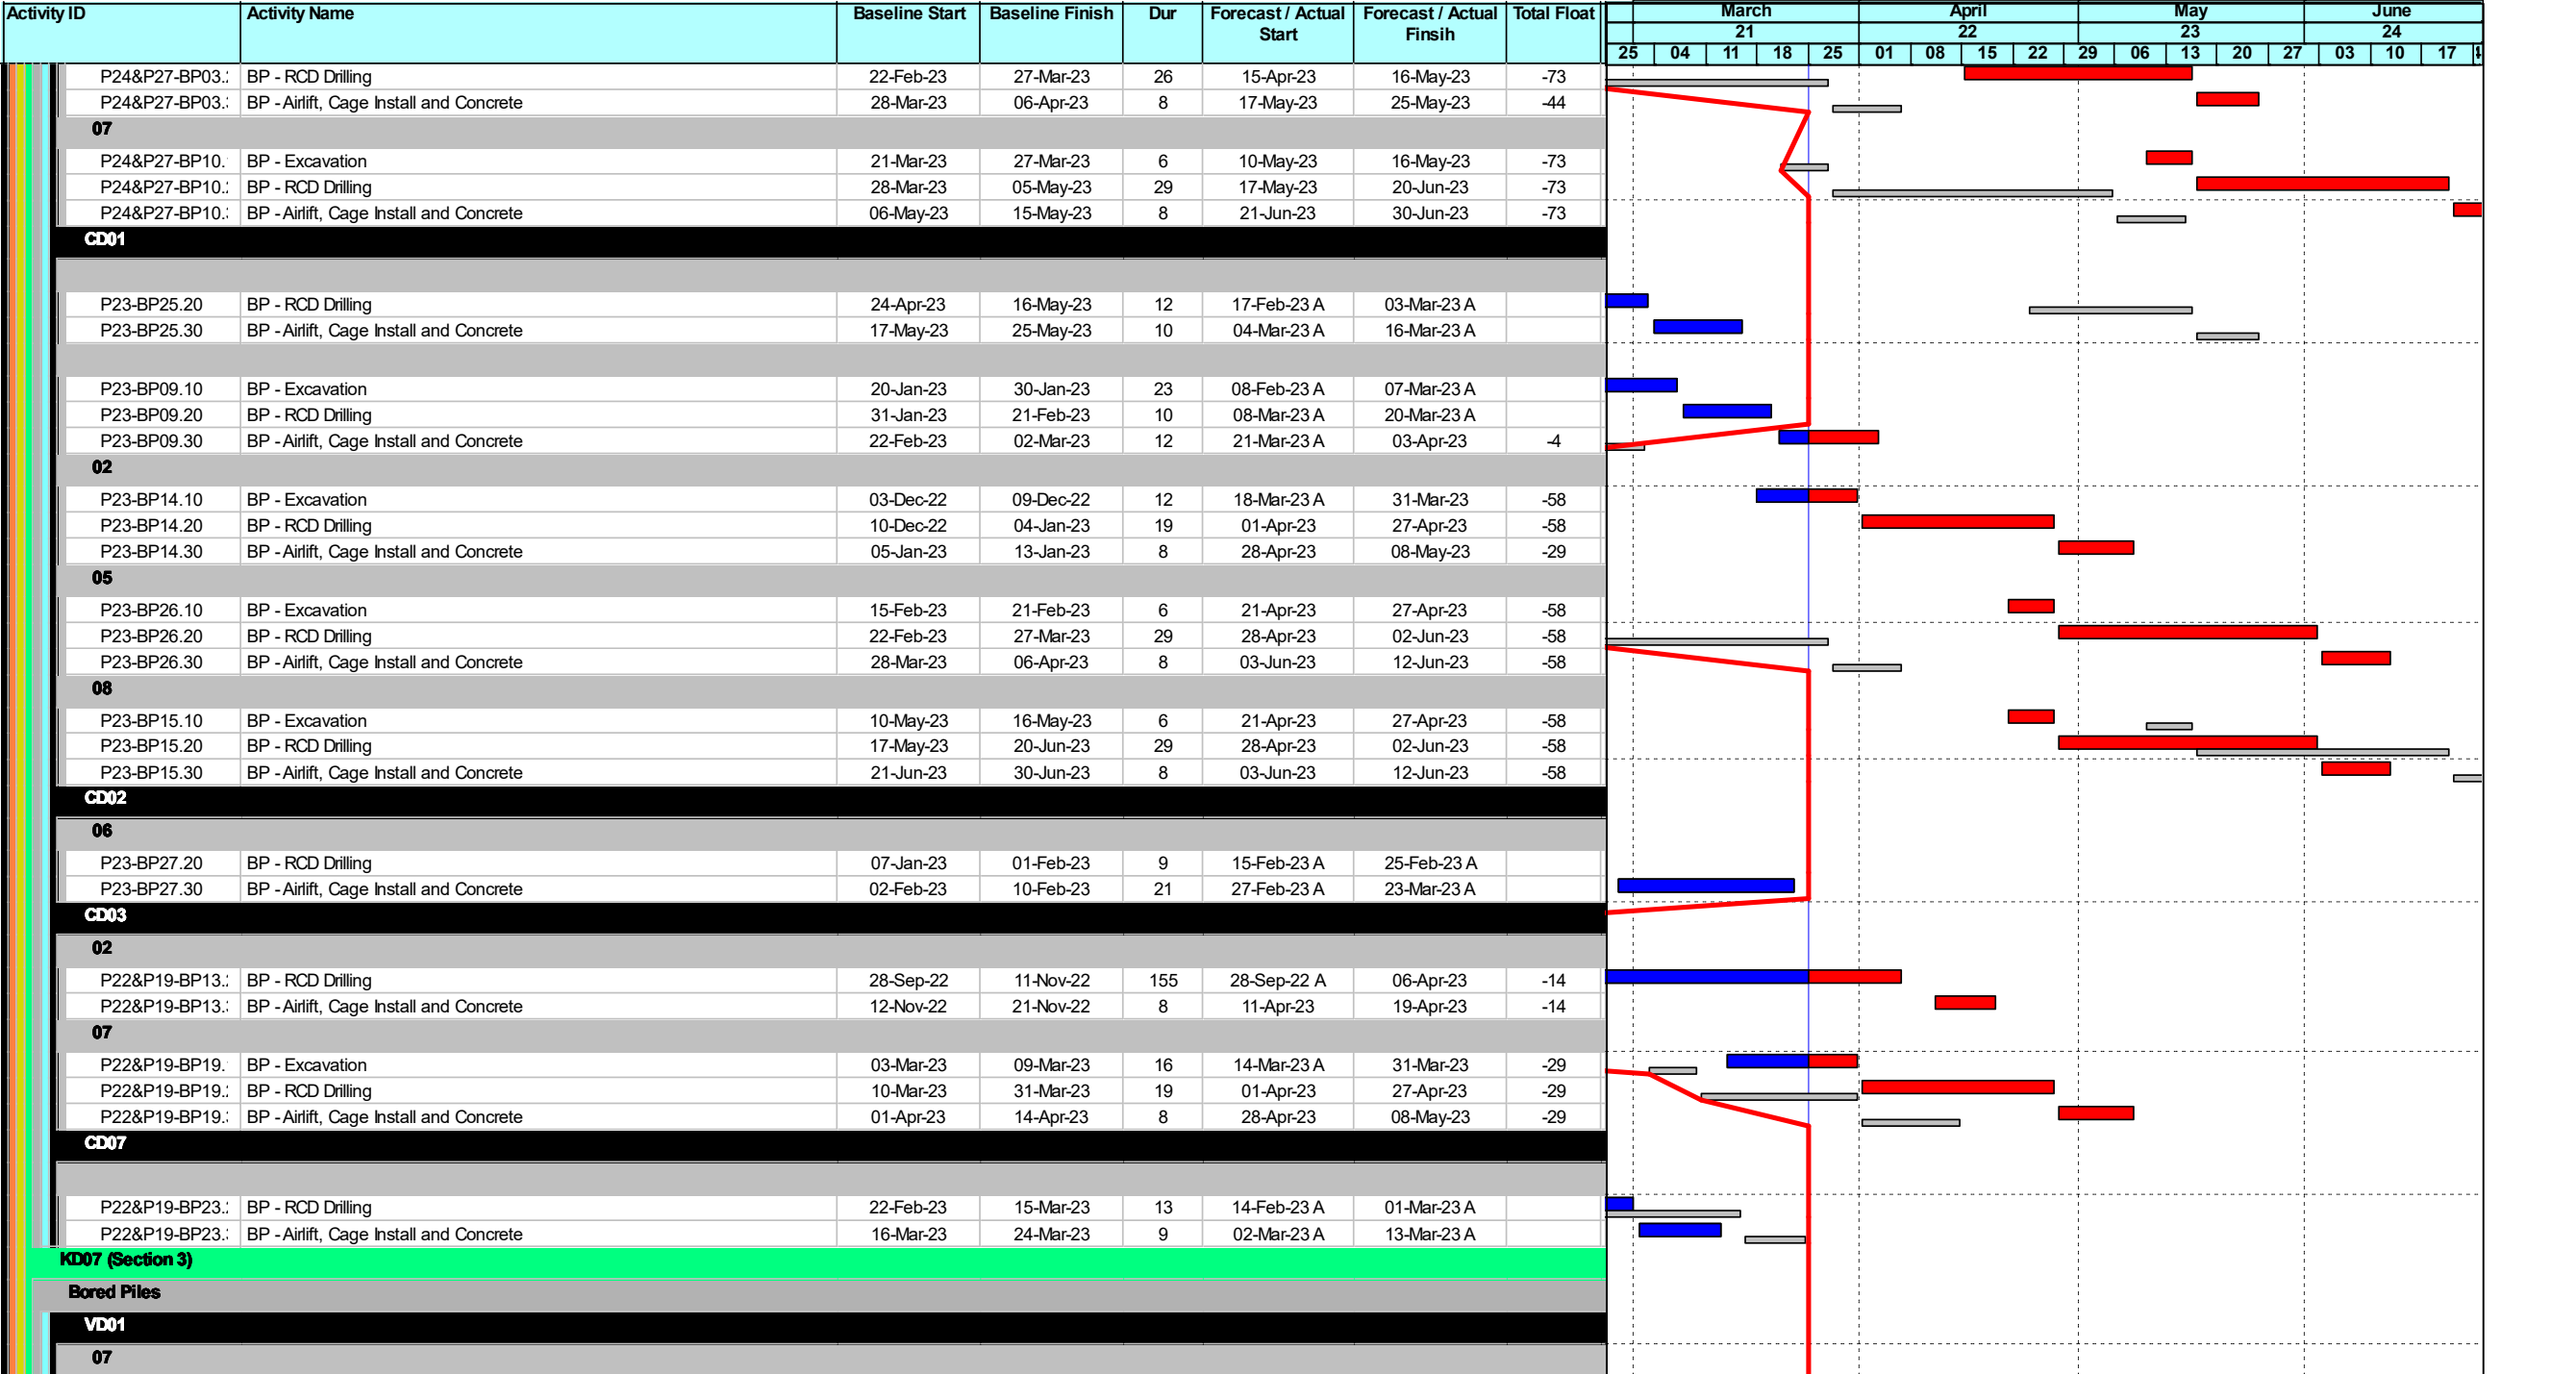 Activity ID Activity Name Baseline Start Baseline Finish Dur Forecast / Actual Start Forecast / Actual Finsih Total Float
March April May June
21 22 23 24
25 04 11 18 25 01 08 15 22 29 06 13 20 27 03 10 17
P24&P27-BP03. BP - RCD Drilling 22-Feb-23 27-Mar-23 26 15-Apr-23 16-May-23 -73
P24&P27-BP03. BP - Airlift, Cage Install and Concrete 28-Mar-23 06-Apr-23 8 17-May-23 25-May-23 -44
07
P24&P27-BP10. BP - Excavation 21-Mar-23 27-Mar-23 6 10-May-23 16-May-23 -73
P24&P27-BP10. BP - RCD Drilling 28-Mar-23 05-May-23 29 17-May-23 20-Jun-23 -73
P24&P27-BP10. BP - Airlift, Cage Install and Concrete 06-May-23 15-May-23 8 21-Jun-23 30-Jun-23 -73
CD01
P23-BP25.20 BP - RCD Drilling 24-Apr-23 16-May-23 12 17-Feb-23 A 03-Mar-23 A
P23-BP25.30 BP - Airlift, Cage Install and Concrete 17-May-23 25-May-23 10 04-Mar-23 A 16-Mar-23 A
P23-BP09.10 BP - Excavation 20-Jan-23 30-Jan-23 23 08-Feb-23 A 07-Mar-23 A
P23-BP09.20 BP - RCD Drilling 31-Jan-23 21-Feb-23 10 08-Mar-23 A 20-Mar-23 A
P23-BP09.30 BP - Airlift, Cage Install and Concrete 22-Feb-23 02-Mar-23 12 21-Mar-23 A 03-Apr-23 -4
02
P23-BP14.10 BP - Excavation 03-Dec-22 09-Dec-22 12 18-Mar-23 A 31-Mar-23 -58
P23-BP14.20 BP - RCD Drilling 10-Dec-22 04-Jan-23 19 01-Apr-23 27-Apr-23 -58
P23-BP14.30 BP - Airlift, Cage Install and Concrete 05-Jan-23 13-Jan-23 8 28-Apr-23 08-May-23 -29
05
P23-BP26.10 BP - Excavation 15-Feb-23 21-Feb-23 6 21-Apr-23 27-Apr-23 -58
P23-BP26.20 BP - RCD Drilling 22-Feb-23 27-Mar-23 29 28-Apr-23 02-Jun-23 -58
P23-BP26.30 BP - Airlift, Cage Install and Concrete 28-Mar-23 06-Apr-23 8 03-Jun-23 12-Jun-23 -58
08
P23-BP15.10 BP - Excavation 10-May-23 16-May-23 6 21-Apr-23 27-Apr-23 -58
P23-BP15.20 BP - RCD Drilling 17-May-23 20-Jun-23 29 28-Apr-23 02-Jun-23 -58
P23-BP15.30 BP - Airlift, Cage Install and Concrete 21-Jun-23 30-Jun-23 8 03-Jun-23 12-Jun-23 -58
CD02
06
P23-BP27.20 BP - RCD Drilling 07-Jan-23 01-Feb-23 9 15-Feb-23 A 25-Feb-23 A
P23-BP27.30 BP - Airlift, Cage Install and Concrete 02-Feb-23 10-Feb-23 21 27-Feb-23 A 23-Mar-23 A
CD03
02
P22&P19-BP13. BP - RCD Drilling 28-Sep-22 11-Nov-22 155 28-Sep-22 A 06-Apr-23 -14
P22&P19-BP13. BP - Airlift, Cage Install and Concrete 12-Nov-22 21-Nov-22 8 11-Apr-23 19-Apr-23 -14
07
P22&P19-BP19. BP - Excavation 03-Mar-23 09-Mar-23 16 14-Mar-23 A 31-Mar-23 -29
P22&P19-BP19. BP - RCD Drilling 10-Mar-23 31-Mar-23 19 01-Apr-23 27-Apr-23 -29
P22&P19-BP19. BP - Airlift, Cage Install and Concrete 01-Apr-23 14-Apr-23 8 28-Apr-23 08-May-23 -29
CD07
P22&P19-BP23. BP - RCD Drilling 22-Feb-23 15-Mar-23 13 14-Feb-23 A 01-Mar-23 A
P22&P19-BP23. BP - Airlift, Cage Install and Concrete 16-Mar-23 24-Mar-23 9 02-Mar-23 A 13-Mar-23 A
KD07 (Section 3)
Bored Piles
VD01
07